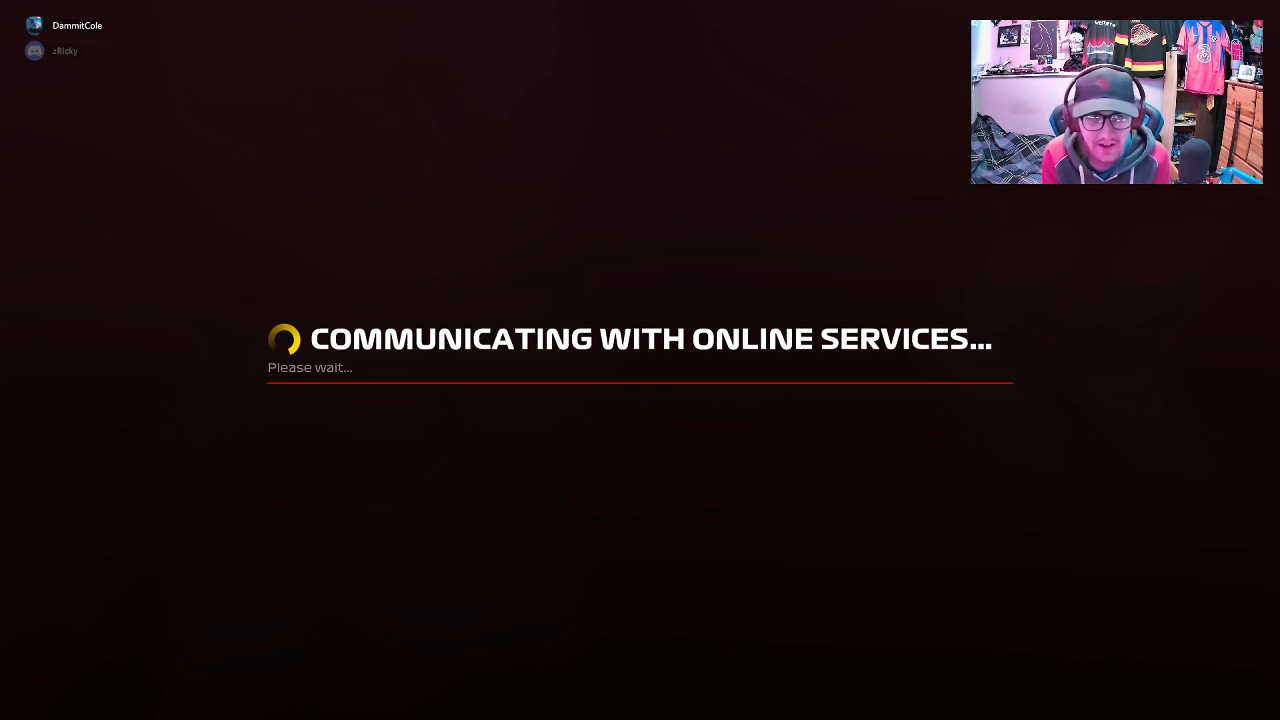 DammitCole
zRicky
COMMUNICATING WITH ONLINE SERVICES...
Please wait...